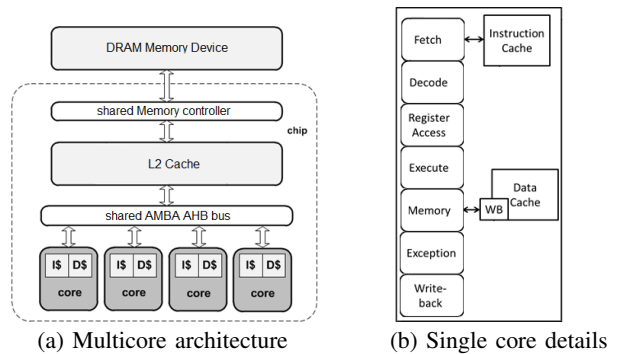 DRAM Memory Device
shared Memory controller
chip
L2 Cache
shared AMBA AHB bus
I$ D$ I$ D$ I$ D$ I$ D$
core core core core
(a) Multicore architecture
Fetch
Instruction
Cache
Decode
Register
Access
Execute
Memory
WB
Data
Cache
Exception
Write-
back
(b) Single core details